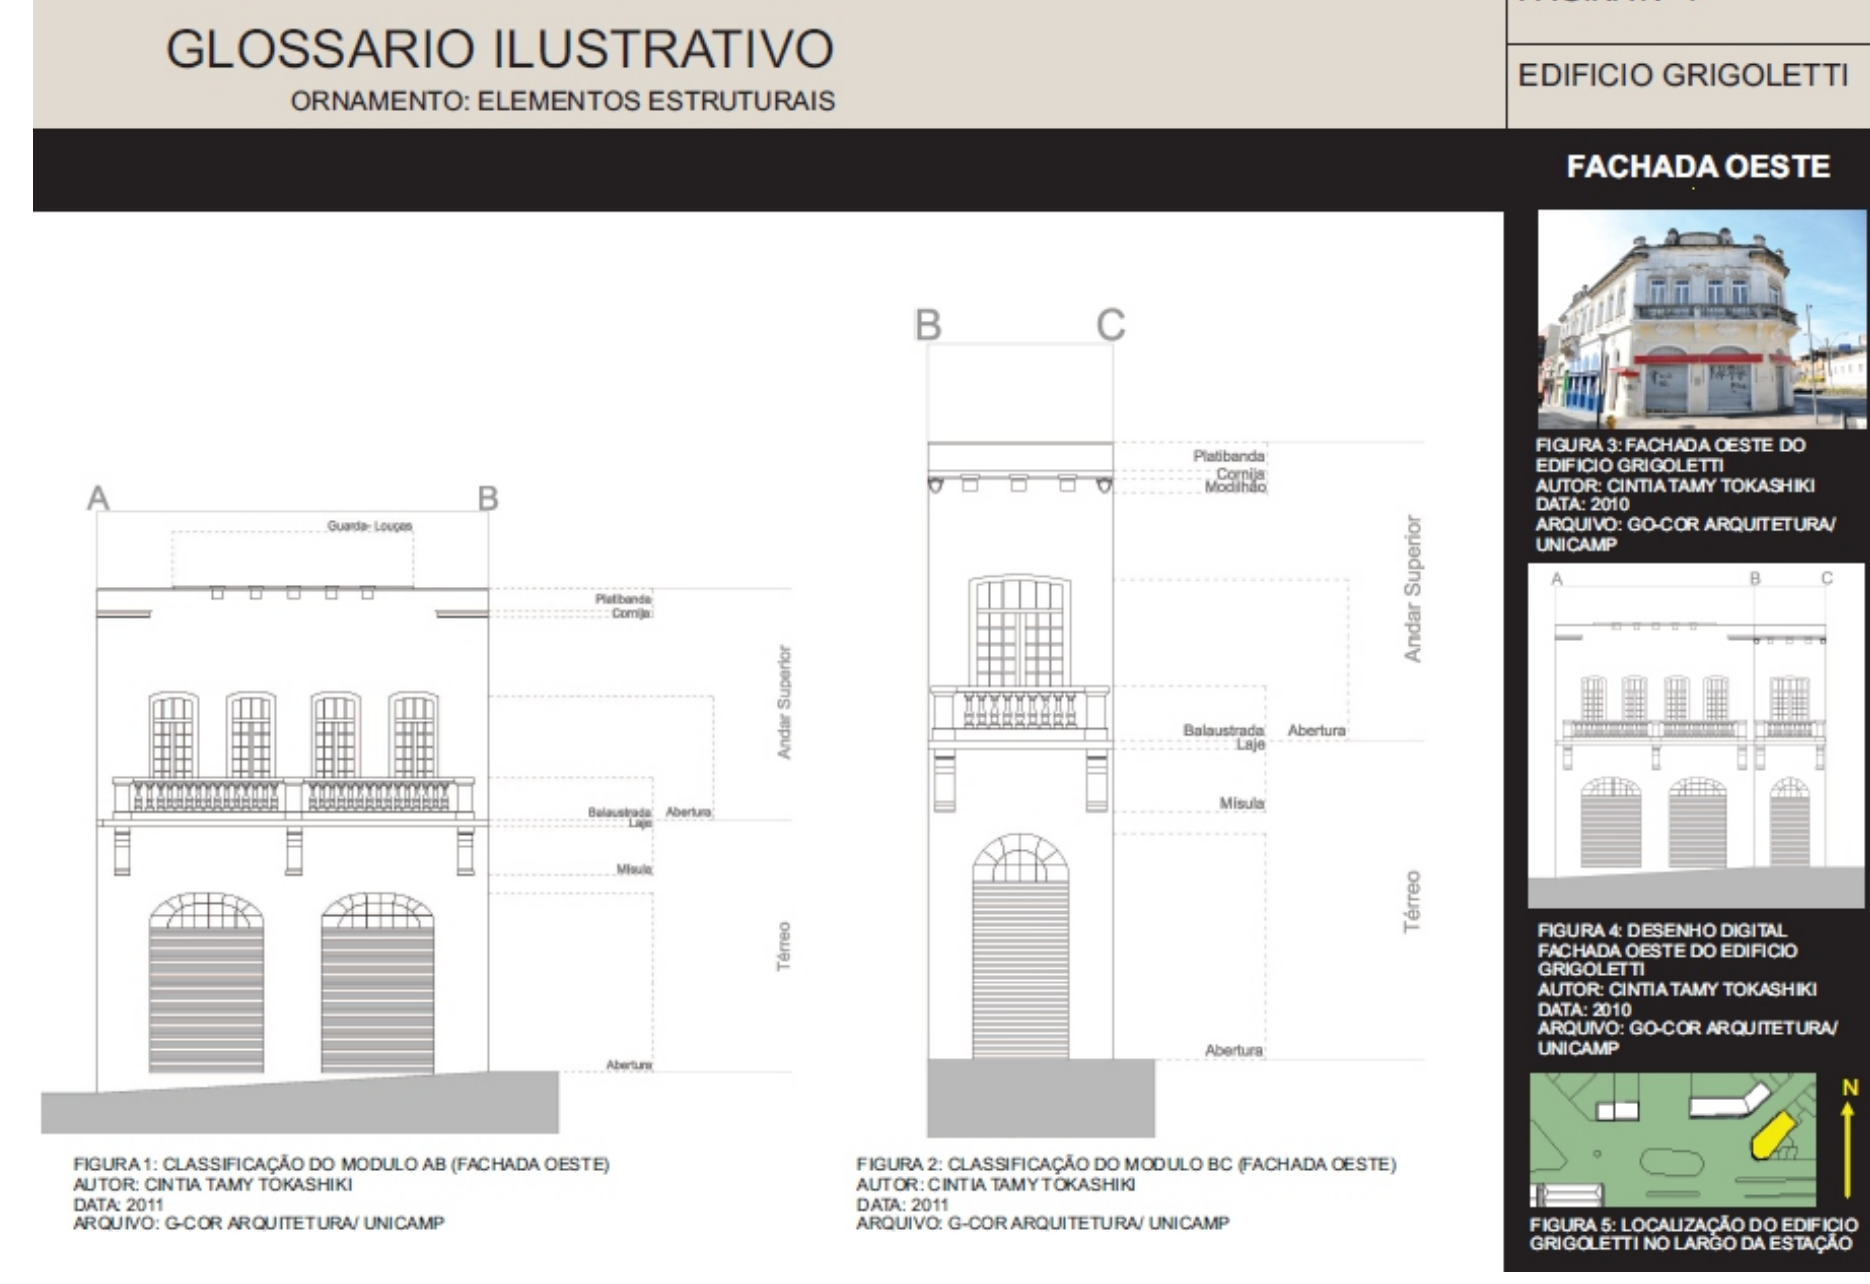 GLOSSARIO ILUSTRATIVO
ORNAMENTO: ELEMENTOS ESTRUTURAIS
EDIFICIO GRIGOLETTI
FACHADA OESTE
A
B
Guarda- Louças
Platibanda
Cornija
Andar Superior
Balaustrada
Laje
Abertura
Mísula
Térreo
Abertura
FIGURA 1: CLASSIFICAÇÃO DO MODULO AB (FACHADA OESTE)
AUTOR: CINTIA TAMY TOKASHIKI
DATA: 2011
ARQUIVO: G-COR ARQUITETURA/ UNICAMP
B
C
Platibanda
Cornija
Modilhão
Andar Superior
Balaustrada
Laje
Abertura
Mísula
Térreo
Abertura
FIGURA 2: CLASSIFICAÇÃO DO MODULO BC (FACHADA OESTE)
AUTOR: CINTIA TAMY TOKASHIKI
DATA: 2011
ARQUIVO: G-COR ARQUITETURA/ UNICAMP
FIGURA 3: FACHADA OESTE DO
EDIFICIO GRIGOLETTI
AUTOR: CINTIA TAMY TOKASHIKI
DATA: 2010
ARQUIVO: GO-COR ARQUITETURA/
UNICAMP
A
B
C
FIGURA 4: DESENHO DIGITAL
FACHADA OESTE DO EDIFICIO
GRIGOLETTI
AUTOR: CINTIA TAMY TOKASHIKI
DATA: 2010
ARQUIVO: GO-COR ARQUITETURA/
UNICAMP
N
FIGURA 5: LOCALIZAÇÃO DO EDIFICIO
GRIGOLETTI NO LARGO DA ESTAÇÃO